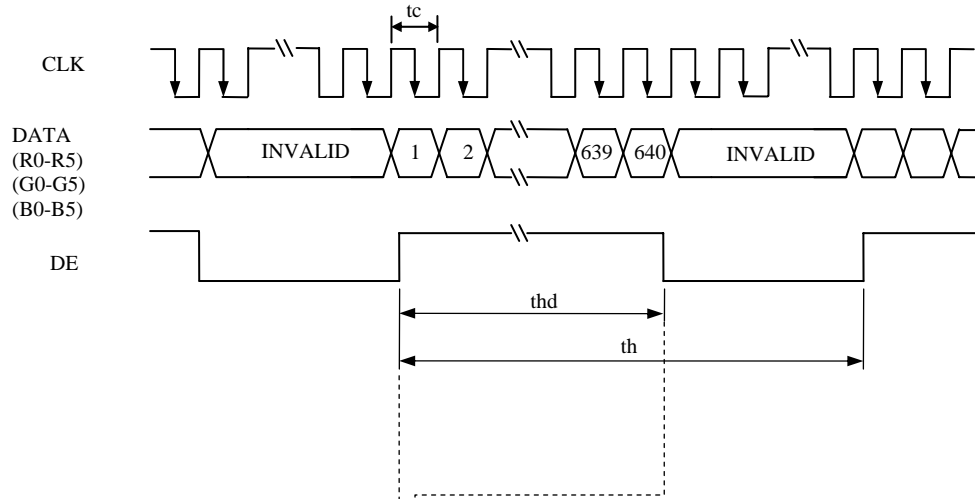 tc
CLK
DATA
(R0-R5)
(G0-G5)
(B0-B5)
INVALID 1 2 639 640 INVALID
DE
thd
th